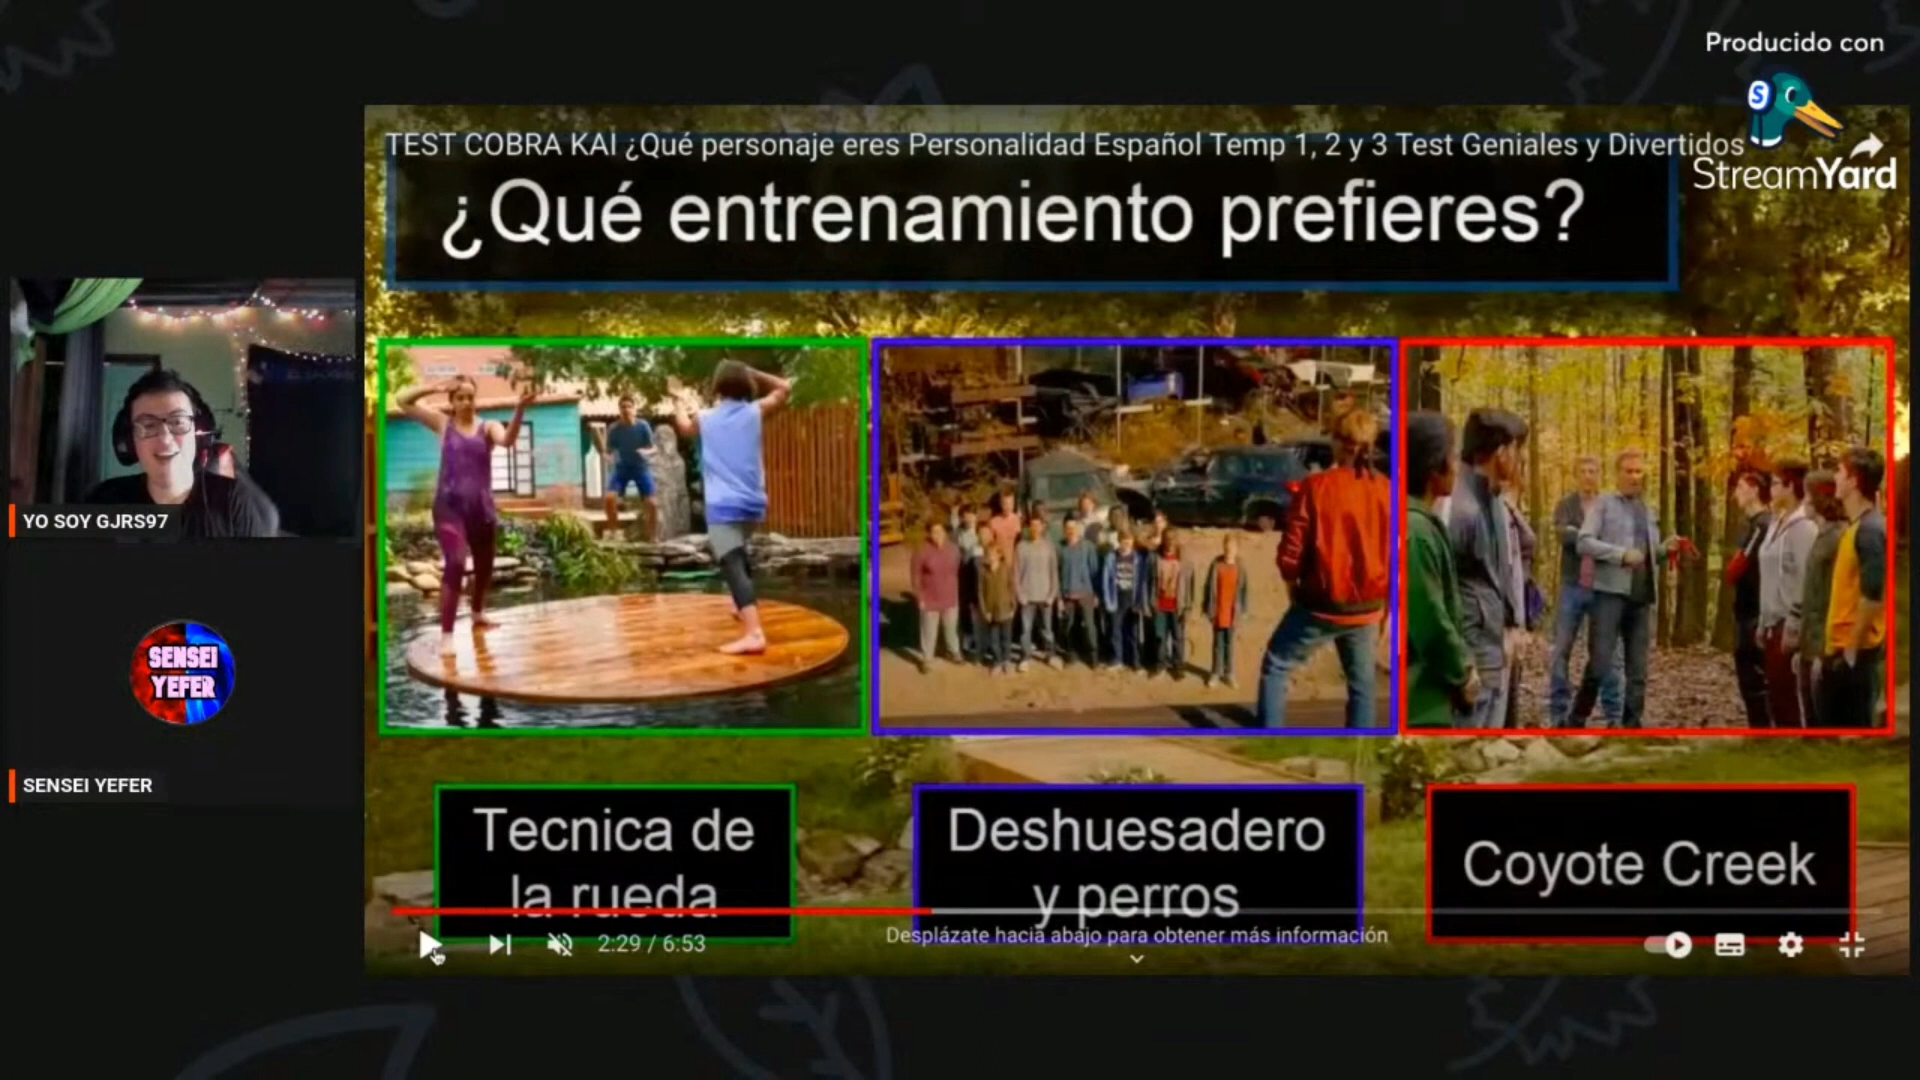 Producido con
S
StreamYard
TEST COBRA KAI ¿Qué personaje eres Personalidad Español Temp 1, 2 y 3 Test Geniales y Divertidos
¿Qué entrenamiento prefieres?
YO SOY GJRS97
SENSEI
YEFER
SENSEI YEFER
Tecnica de
la rueda
Deshuesadero
y perros
Coyote Creek
2:29 / 6:53
Desplázate hacia abajo para obtener más información